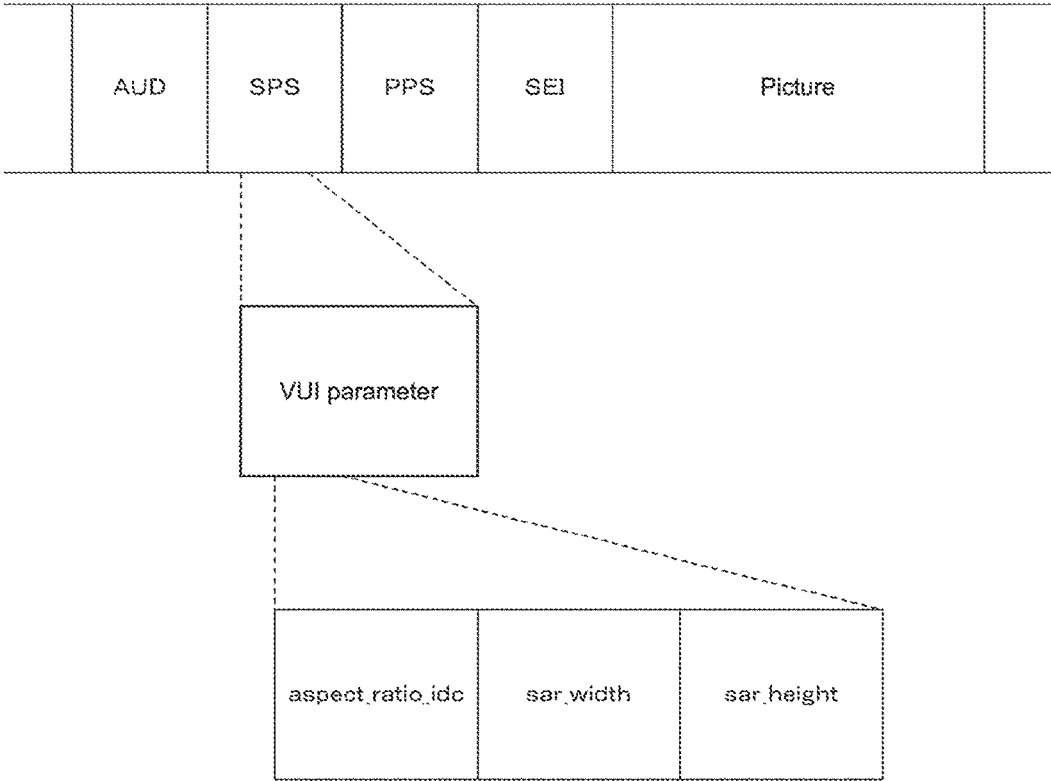 AUD SPS PPS SEI Picture
VUI parameter
aspect_ratio_idc sar_width sar_height